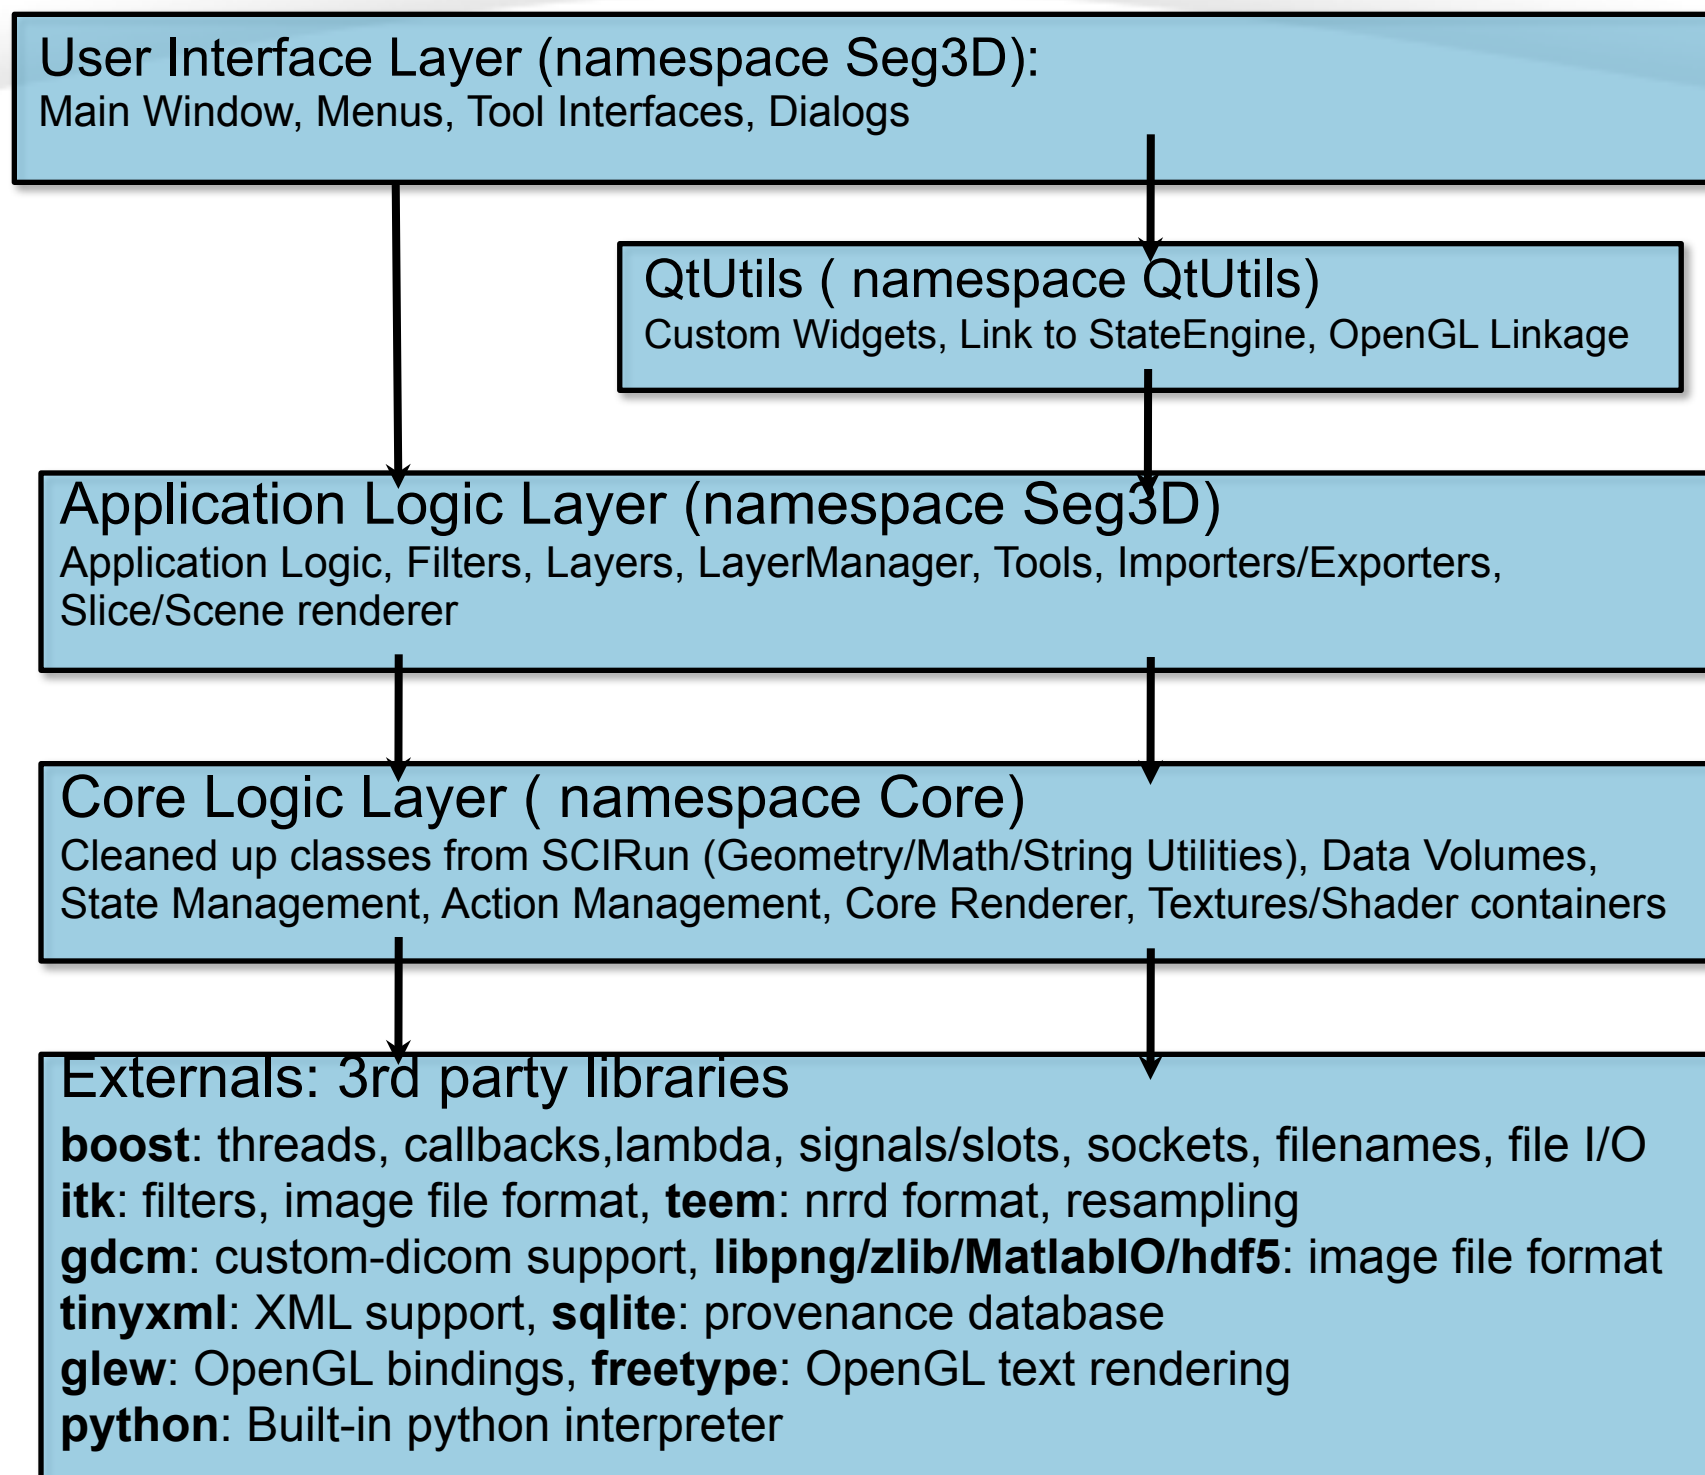 User Interface Layer (namespace Seg3D):
Main Window, Menus, Tool Interfaces, Dialogs
QtUtils ( namespace QtUtils)
Custom Widgets, Link to StateEngine, OpenGL Linkage
Application Logic Layer (namespace Seg3D)
Application Logic, Filters, Layers, LayerManager, Tools, Importers/Exporters,
Slice/Scene renderer
Core Logic Layer ( namespace Core)
Cleaned up classes from SCIRun (Geometry/Math/String Utilities), Data Volumes,
State Management, Action Management, Core Renderer, Textures/Shader containers
Externals: 3rd party libraries
boost: threads, callbacks,lambda, signals/slots, sockets, filenames, file I/O
itk: filters, image file format, teem: nrrd format, resampling
gdcm: custom-dicom support, libpng/zlib/MatlabIO/hdf5: image file format
tinyxml: XML support, sqlite: provenance database
glew: OpenGL bindings, freetype: OpenGL text rendering
python: Built-in python interpreter